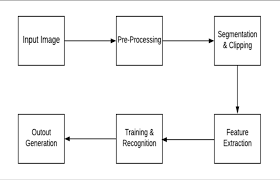 Input Image
Pre-Processing
Segmentation
& Clipping
Feature
Extraction
Training &
Recognition
Outout
Generation